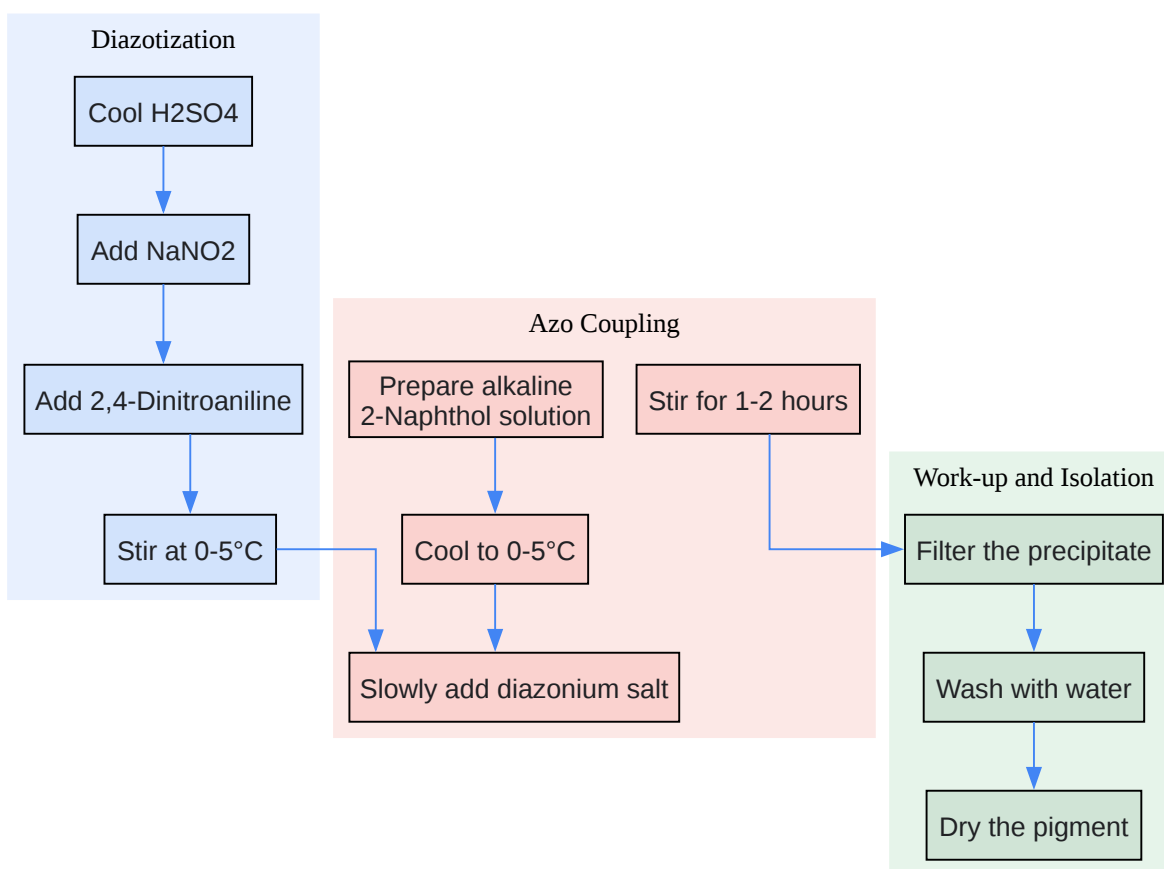 Diazotization
Cool H2SO4
Add NaNO2
Add 2,4-Dinitroaniline
Stir at 0-5°C
Azo Coupling
Prepare alkaline
2-Naphthol solution
Cool to 0-5°C
Slowly add diazonium salt
Stir for 1-2 hours
Work-up and Isolation
Filter the precipitate
Wash with water
Dry the pigment